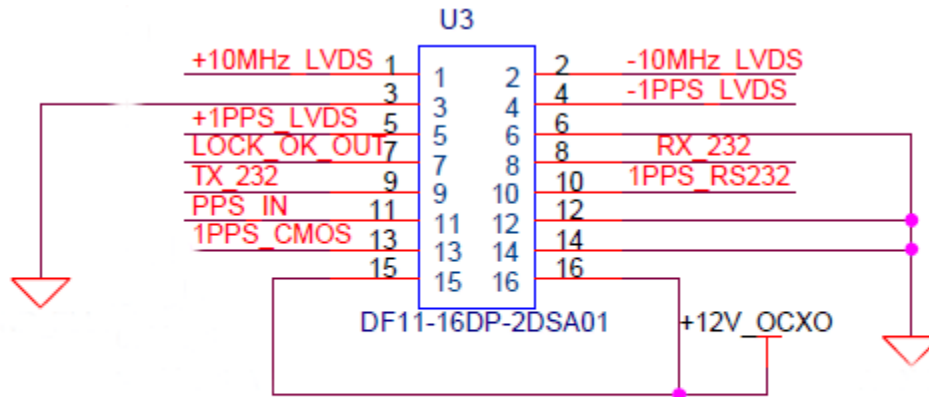 U3
+10MHz_LVDS 1 1 2 2 -10MHz_LVDS
3 3 4 4 -1PPS_LVDS
+1PPS_LVDS 5 5 6 6
LOCK_OK_OUT 7 7 8 8 RX_232
TX_232 9 9 10 10 1PPS_RS232
PPS_IN 11 11 12 12
1PPS_CMOS 13 13 14 14
15 15 16 16
DF11-16DP-2DSA01 +12V_OCXO